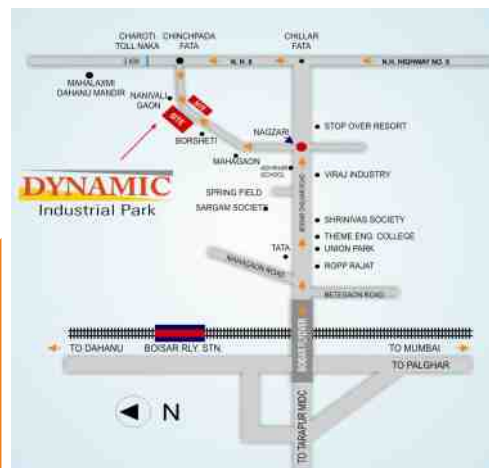 CHAROTI
TOLL NAKA
CHINCHPADA
FATA
CHILLAR
FATA
N. H. 8
N.H. HIGHWAY NO. 8
MAHALAXMI
DAHANU MANDIR
NANIVALI
GAON
SITE
BORSHETI
NAGZARI
STOP OVER RESORT
MAHAGAON
SCHOOL
VIRAJ INDUSTRY
DYNAMIC
Industrial Park
SPRING FIELD
SARGAM SOCIETY
SHRINIVAS SOCIETY
THEME ENG. COLLEGE
UNION PARK
TATA
ROPP RAJAT
MAHAGAON ROAD
BETEGAON ROAD
BOISAR FLYOVER
TO DAHANU
BOISAR RLY. STN.
TO MUMBAI
TO PALGHAR
N
TO TARAPUR MIDC